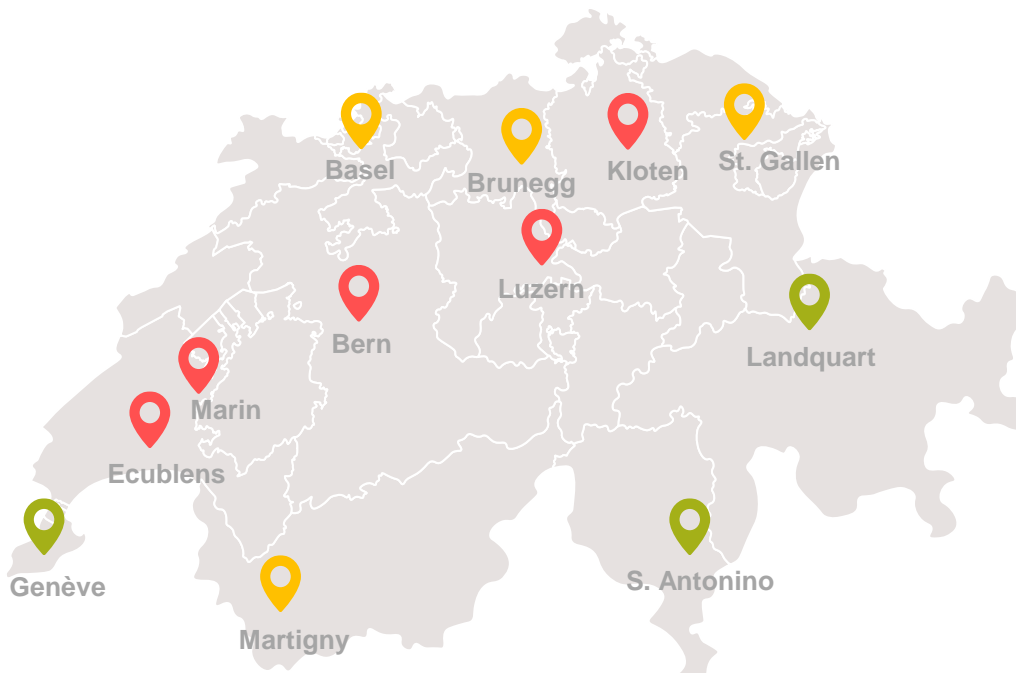 Basel
Brunegg
Kloten
St. Gallen
Luzern
Bern
Landquart
Marin
Ecublens
Genève
S. Antonino
Martigny